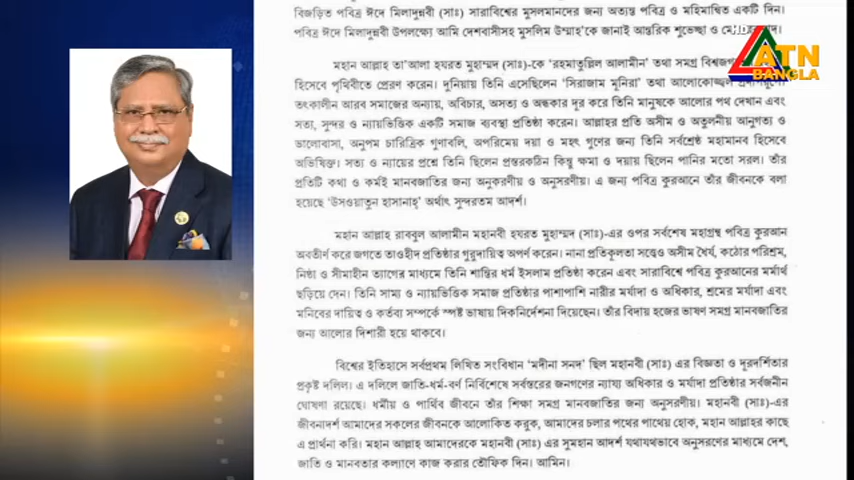 বিজড়িত পবিত্র ঈদে মিলাদুন্নবী (সাঃ) সারাবিশ্বের মুসলমানদের জন্য অত্যন্ত পবিত্র ও মহিমান্বিত একটি দিন।
পবিত্র ঈদে মিলাদুন্নবী উপলক্ষ্যে আমি দেশবাসীসহ মুসলিম উম্মাহ'কে জানাই আন্তরিক শুভেচ্ছা ও
মহান আল্লাহ তা'আলা হযরত মুহাম্মদ (সাঃ)-কে 'রহমাতুল্লিল আলামীন' তথা সমগ্র
হিসেবে পৃথিবীতে প্রেরণ করেন। দুনিয়ায় তিনি এসেছিলেন 'সিরাজাম মুনিরা' তথা আলোকোজ্জ্বল
তৎকালীন আরব সমাজের অন্যায়, অবিচার, অসত্য ও অন্ধকার দূর করে তিনি মানুষকে আলোর পথ দেখান এবং
সত্য, সুন্দর ও ন্যায়ভিত্তিক একটি সমাজ ব্যবস্থা প্রতিষ্ঠা করেন। আল্লাহর প্রতি অসীম ও অতুলনীয় আনুগত্য ও
ভালোবাসা, অনুপম চারিত্রিক গুণাবলি, অপরিমেয় দয়া ও মহৎ গুণের জন্য তিনি সর্বশ্রেষ্ঠ মহামানব হিসেবে
অভিষিক্ত। সত্য ও ন্যায়ের প্রশ্নে তিনি ছিলেন প্রস্তরকঠিন কিন্তু ক্ষমা ও দয়ায় ছিলেন পানির মতো সরল। তাঁর
প্রতিটি কথা ও কর্মই মানবজাতির জন্য অনুকরণীয় ও অনুসরণীয়। এ জন্য পবিত্র কুরআনে তাঁর জীবনকে বলা
হয়েছে 'উসওয়াতুন হাসানাহ্' অর্থাৎ সুন্দরতম আদর্শ।
মহান আল্লাহ রাববুল আলামীন মহানবী হযরত মুহাম্মদ (সাঃ)-এর ওপর সর্বশেষ মহাগ্রন্থ পবিত্র কুরআন
অবতীর্ণ করে জগতে তাওহীদ প্রতিষ্ঠার গুরুদায়িত্ব অর্পণ করেন। নানা প্রতিকূলতা সত্ত্বেও অসীম ধৈর্য, কঠোর পরিশ্রম,
নিষ্ঠা ও সীমাহীন ত্যাগের মাধ্যমে তিনি শান্তির ধর্ম ইসলাম প্রতিষ্ঠা করেন এবং সারাবিশ্বে পবিত্র কুরআনের মর্মার্থ
ছড়িয়ে দেন। তিনি সাম্য ও ন্যায়ভিত্তিক সমাজ প্রতিষ্ঠার পাশাপাশি নারীর মর্যাদা ও অধিকার, শ্রমের মর্যাদা এবং
মনিবের দায়িত্ব ও কর্তব্য সম্পর্কে স্পষ্ট ভাষায় দিকনির্দেশনা দিয়েছেন। তাঁর বিদায় হজের ভাষণ সমগ্র মানবজাতির
জন্য আলোর দিশারী হয়ে থাকবে।
বিশ্বের ইতিহাসে সর্বপ্রথম লিখিত সংবিধান 'মদীনা সনদ' ছিল মহানবী (সাঃ) এর বিজ্ঞতা ও দূরদর্শিতার
প্রকৃষ্ট দলিল। এ দলিলে জাতি-ধর্ম-বর্ণ নির্বিশেষে সর্বস্তরের জনগণের ন্যায্য অধিকার ও মর্যাদা প্রতিষ্ঠার সর্বজনীন
ঘোষণা রয়েছে। ধর্মীয় ও পার্থিব জীবনে তাঁর শিক্ষা সমগ্র মানবজাতির জন্য অনুসরণীয়। মহানবী (সাঃ)-এর
জীবনাদর্শ আমাদের সকলের জীবনকে আলোকিত করুক, আমাদের চলার পথের পাথেয় হোক, মহান আল্লাহর কাছে
এ প্রার্থনা করি। মহান আল্লাহ আমাদেরকে মহানবী (সাঃ) এর সুমহান আদর্শ যথাযথভাবে অনুসরণের মাধ্যমে দেশ,
জাতি ও মানবতার কল্যাণে কাজ করার তৌফিক দিন। আমিন।
HD
ATN
BANGLA